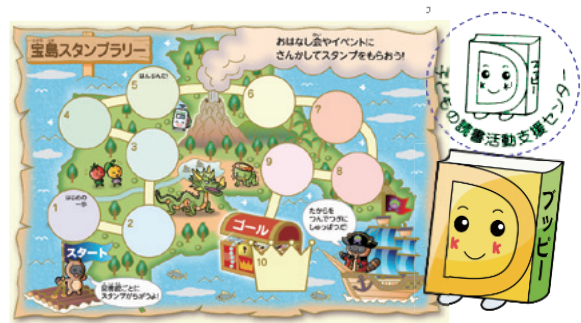 宝島スタンプラリー
おはなし会やイベントに
さんかしてスタンプをもらおう!
はんぶんだ!
5
6
4
7
3
9
8
はじめの
一歩
1
2
ゴール
10
たからを
つんでつぎに
しゅっぱつだ!
スタート
図書館ごとに
スタンプがちがうよ!
ブッピー
子どもの読書活動支援センター
ブッピー